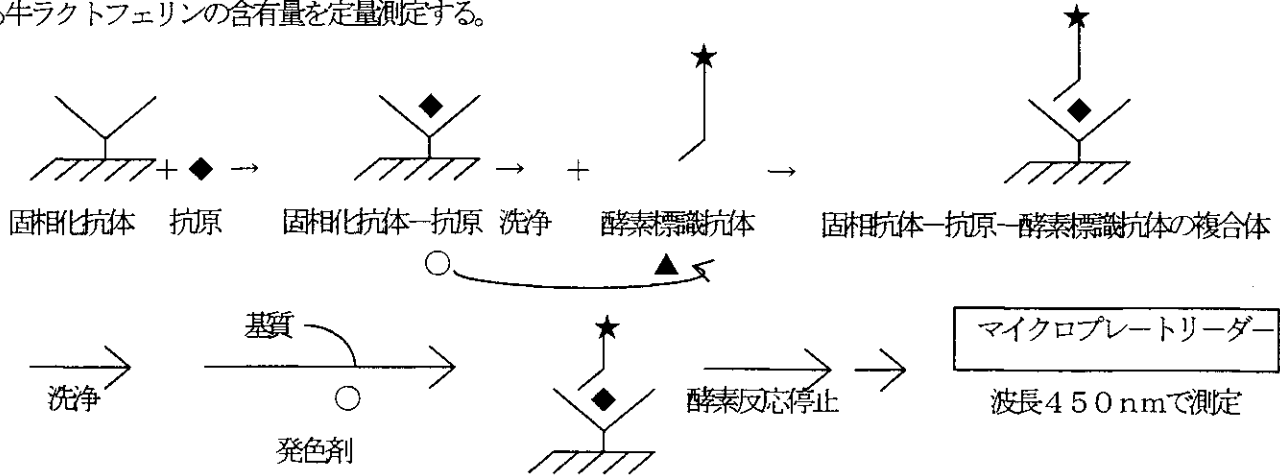 牛ラクトフェリンの含有量を定量測定する。
+ ◆ → → + →
固相化抗体 抗原 固相化抗体ー抗原 洗浄 酵素標識抗体 固相抗体ー抗原ー酵素標識抗体の複合体
基質
マイクロプレートリーダー
洗浄 酵素反応停止 波長450nmで測定
発色剤